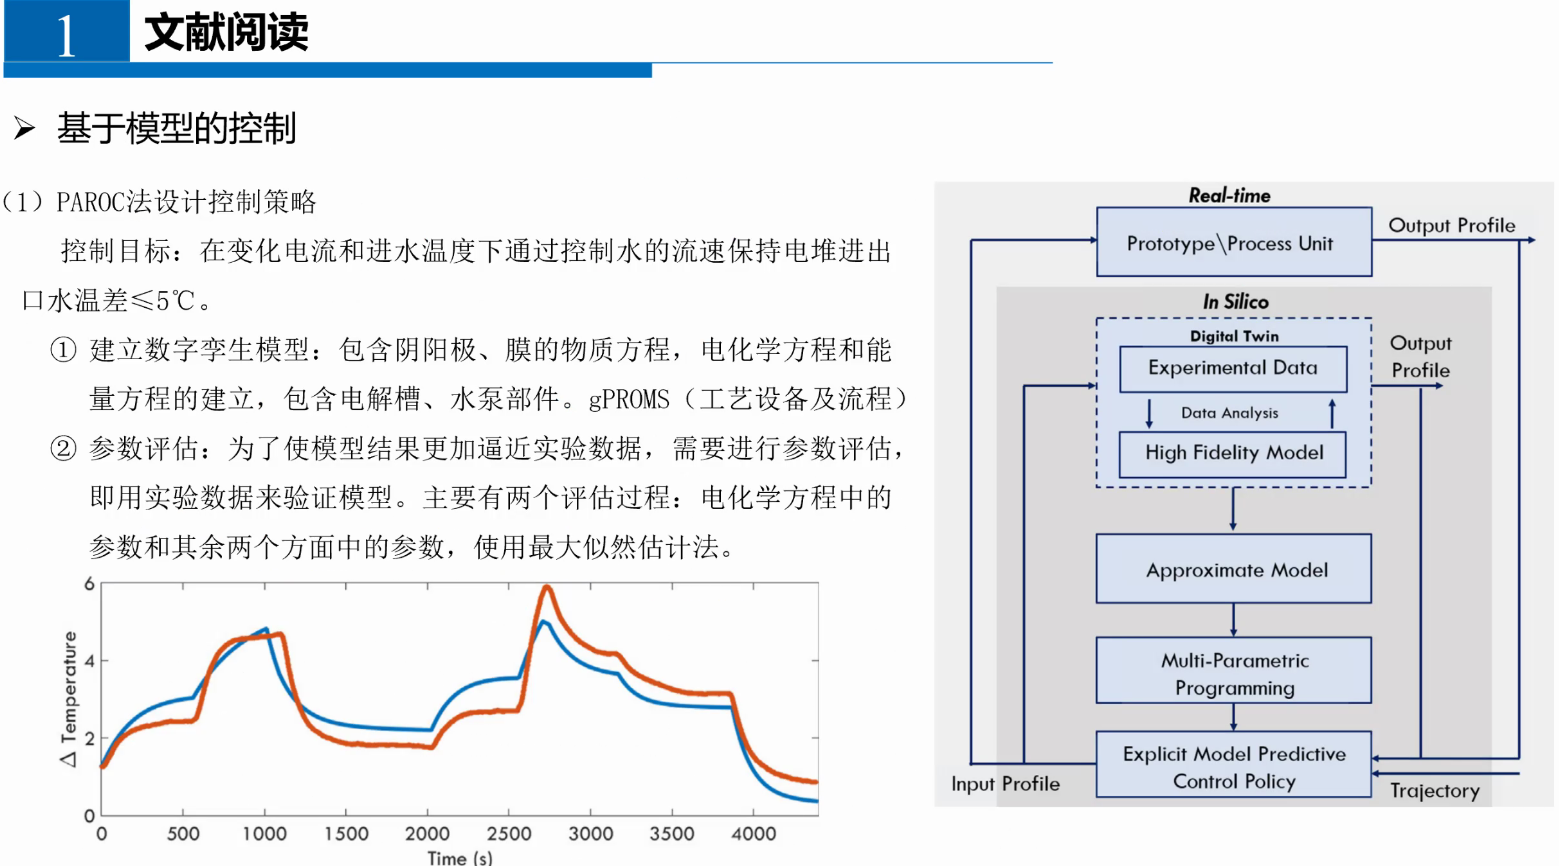 1 文献阅读
➢ 基于模型的控制
（1）PAROC法设计控制策略
控制目标：在变化电流和进水温度下通过控制水的流速保持电堆进出
口水温差≤5℃。
① 建立数字孪生模型：包含阴阳极、膜的物质方程，电化学方程和能
量方程的建立，包含电解槽、水泵部件。gPROMS（工艺设备及流程）
② 参数评估：为了使模型结果更加逼近实验数据，需要进行参数评估，
即用实验数据来验证模型。主要有两个评估过程：电化学方程中的
参数和其余两个方面中的参数，使用最大似然估计法。
6
4
2
0
Δ Temperature
0 500 1000 1500 2000 2500 3000 3500 4000
Time (s)
Real-time
Prototype\Process Unit
Output Profile
In Silico
Digital Twin
Experimental Data
Data Analysis
High Fidelity Model
Output
Profile
Approximate Model
Multi-Parametric
Programming
Explicit Model Predictive
Control Policy
Input Profile
Trajectory